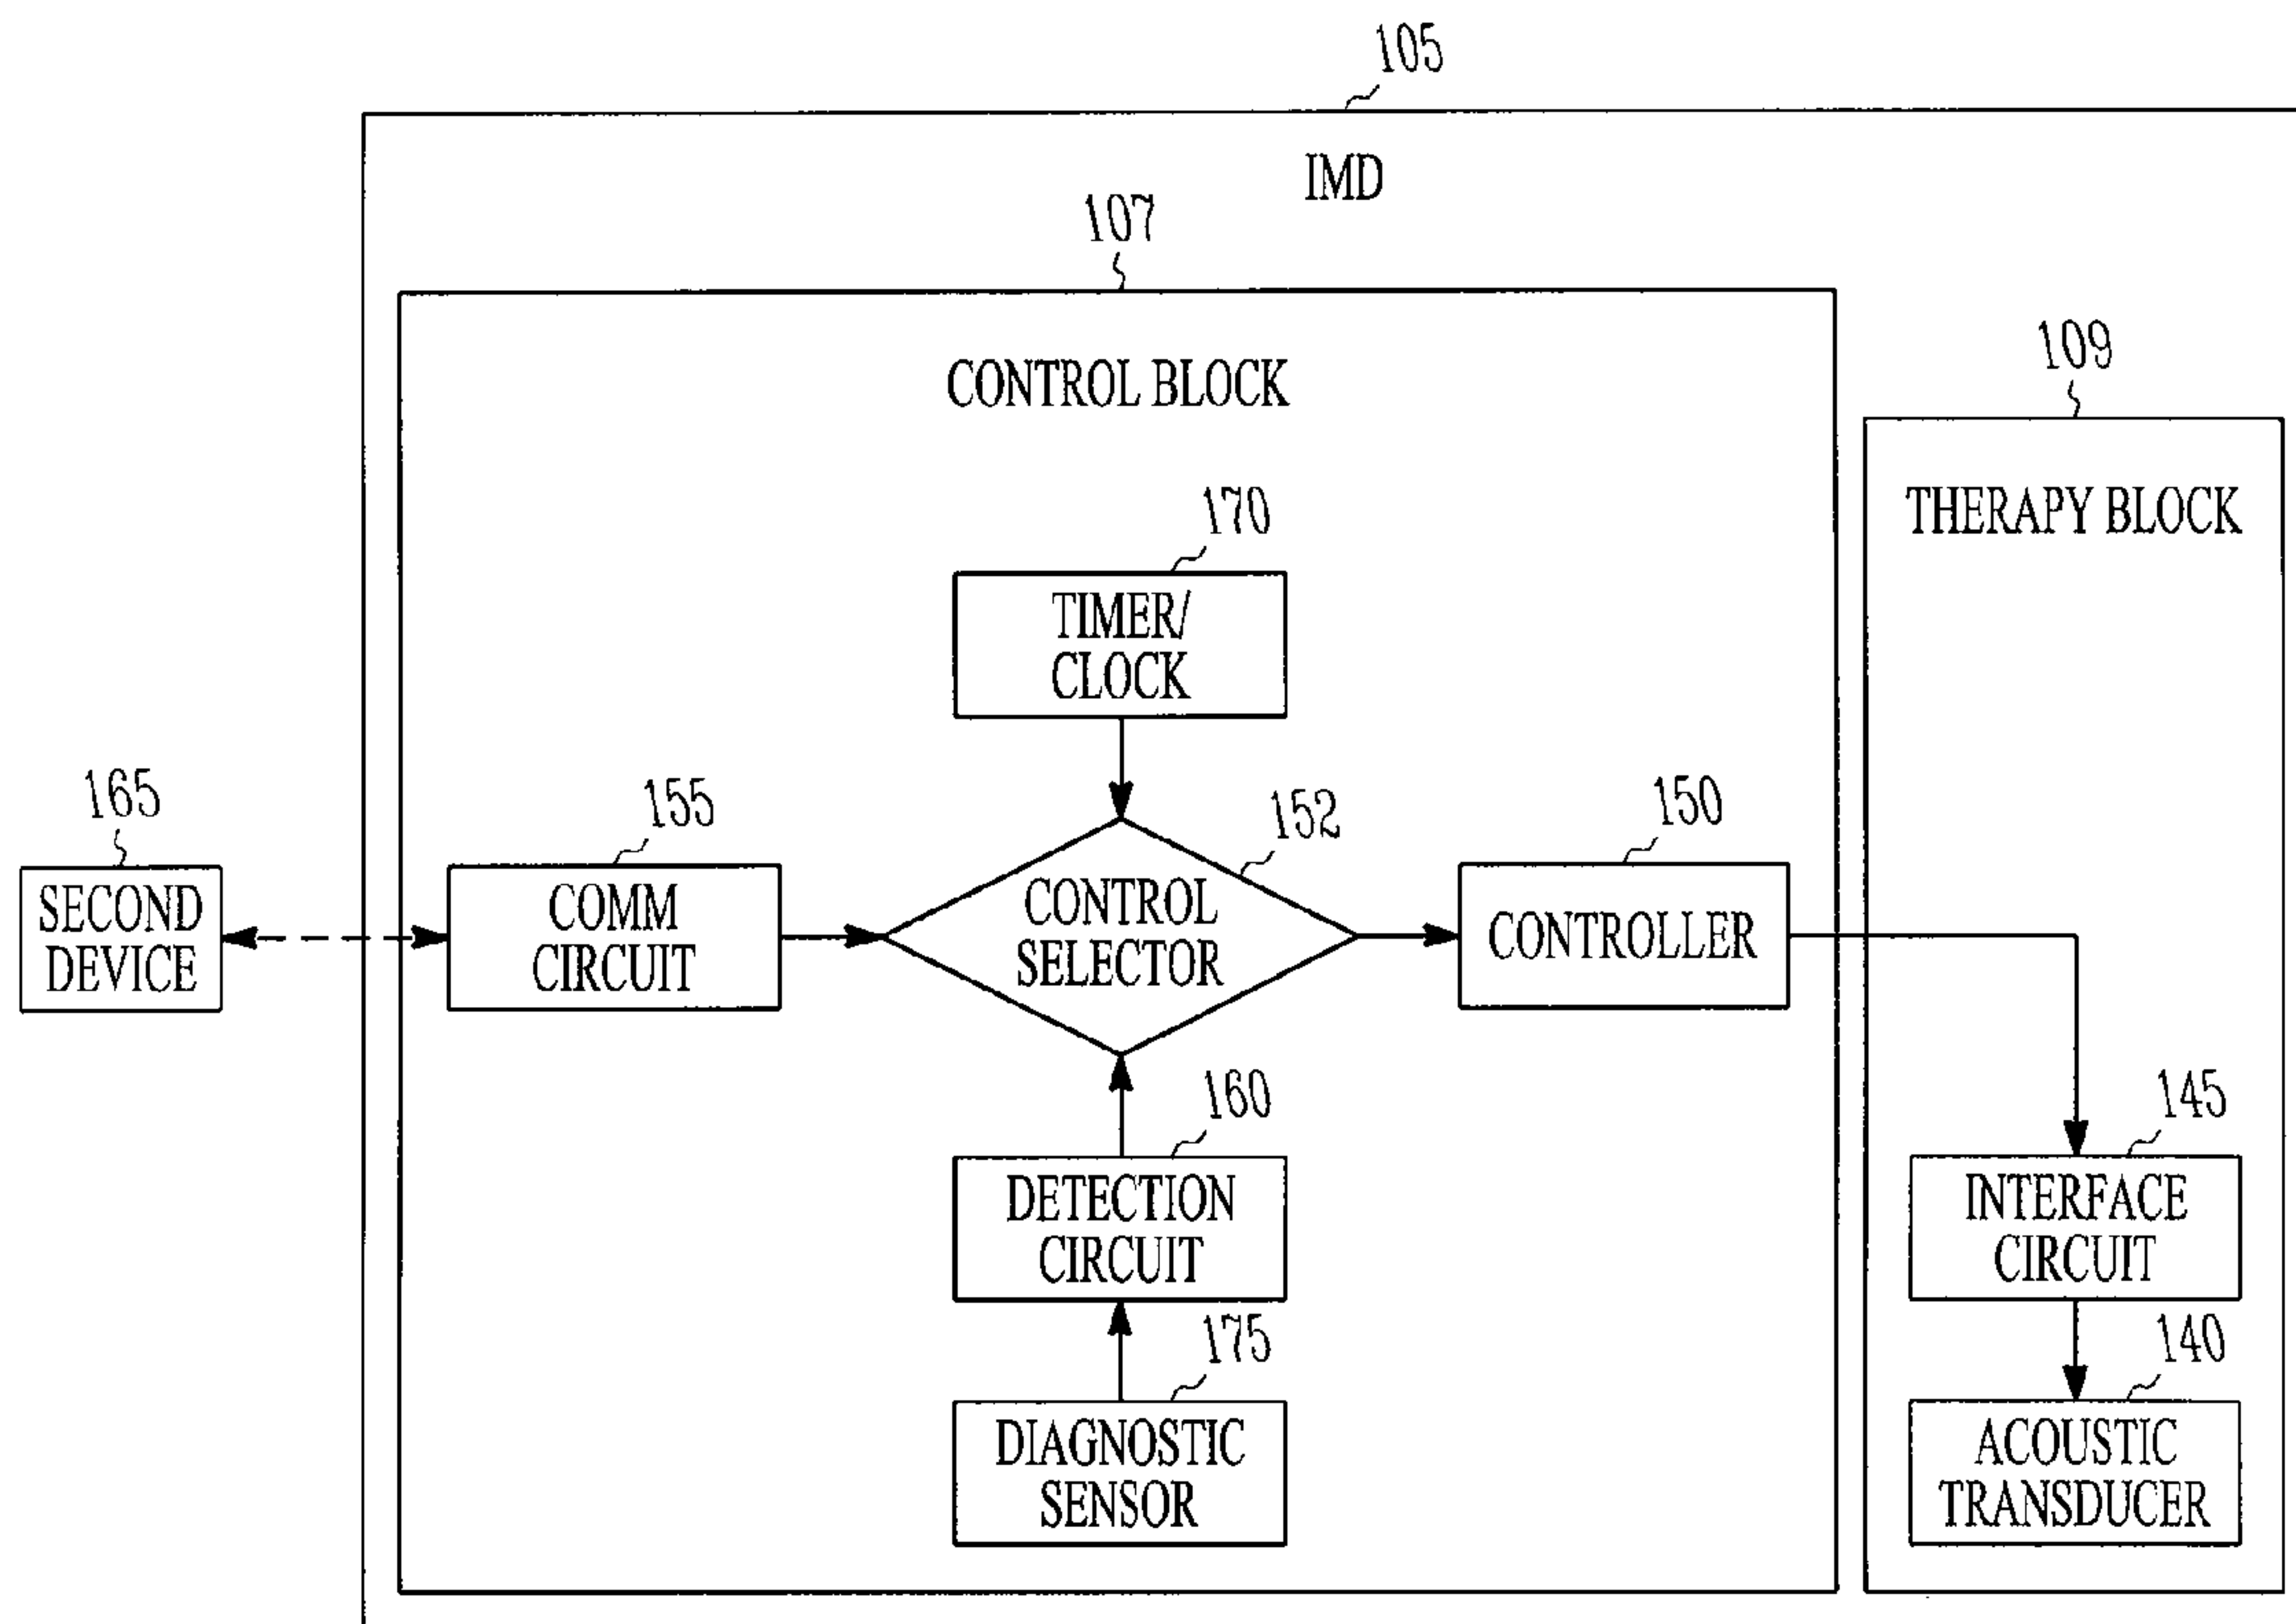 105
IMD
107
CONTROL BLOCK
109
THERAPY BLOCK
170
TIMER/
CLOCK
165
SECOND
DEVICE
155
COMM
CIRCUIT
152
CONTROL
SELECTOR
150
CONTROLLER
160
DETECTION
CIRCUIT
145
INTERFACE
CIRCUIT
175
DIAGNOSTIC
SENSOR
140
ACOUSTIC
TRANSDUCER